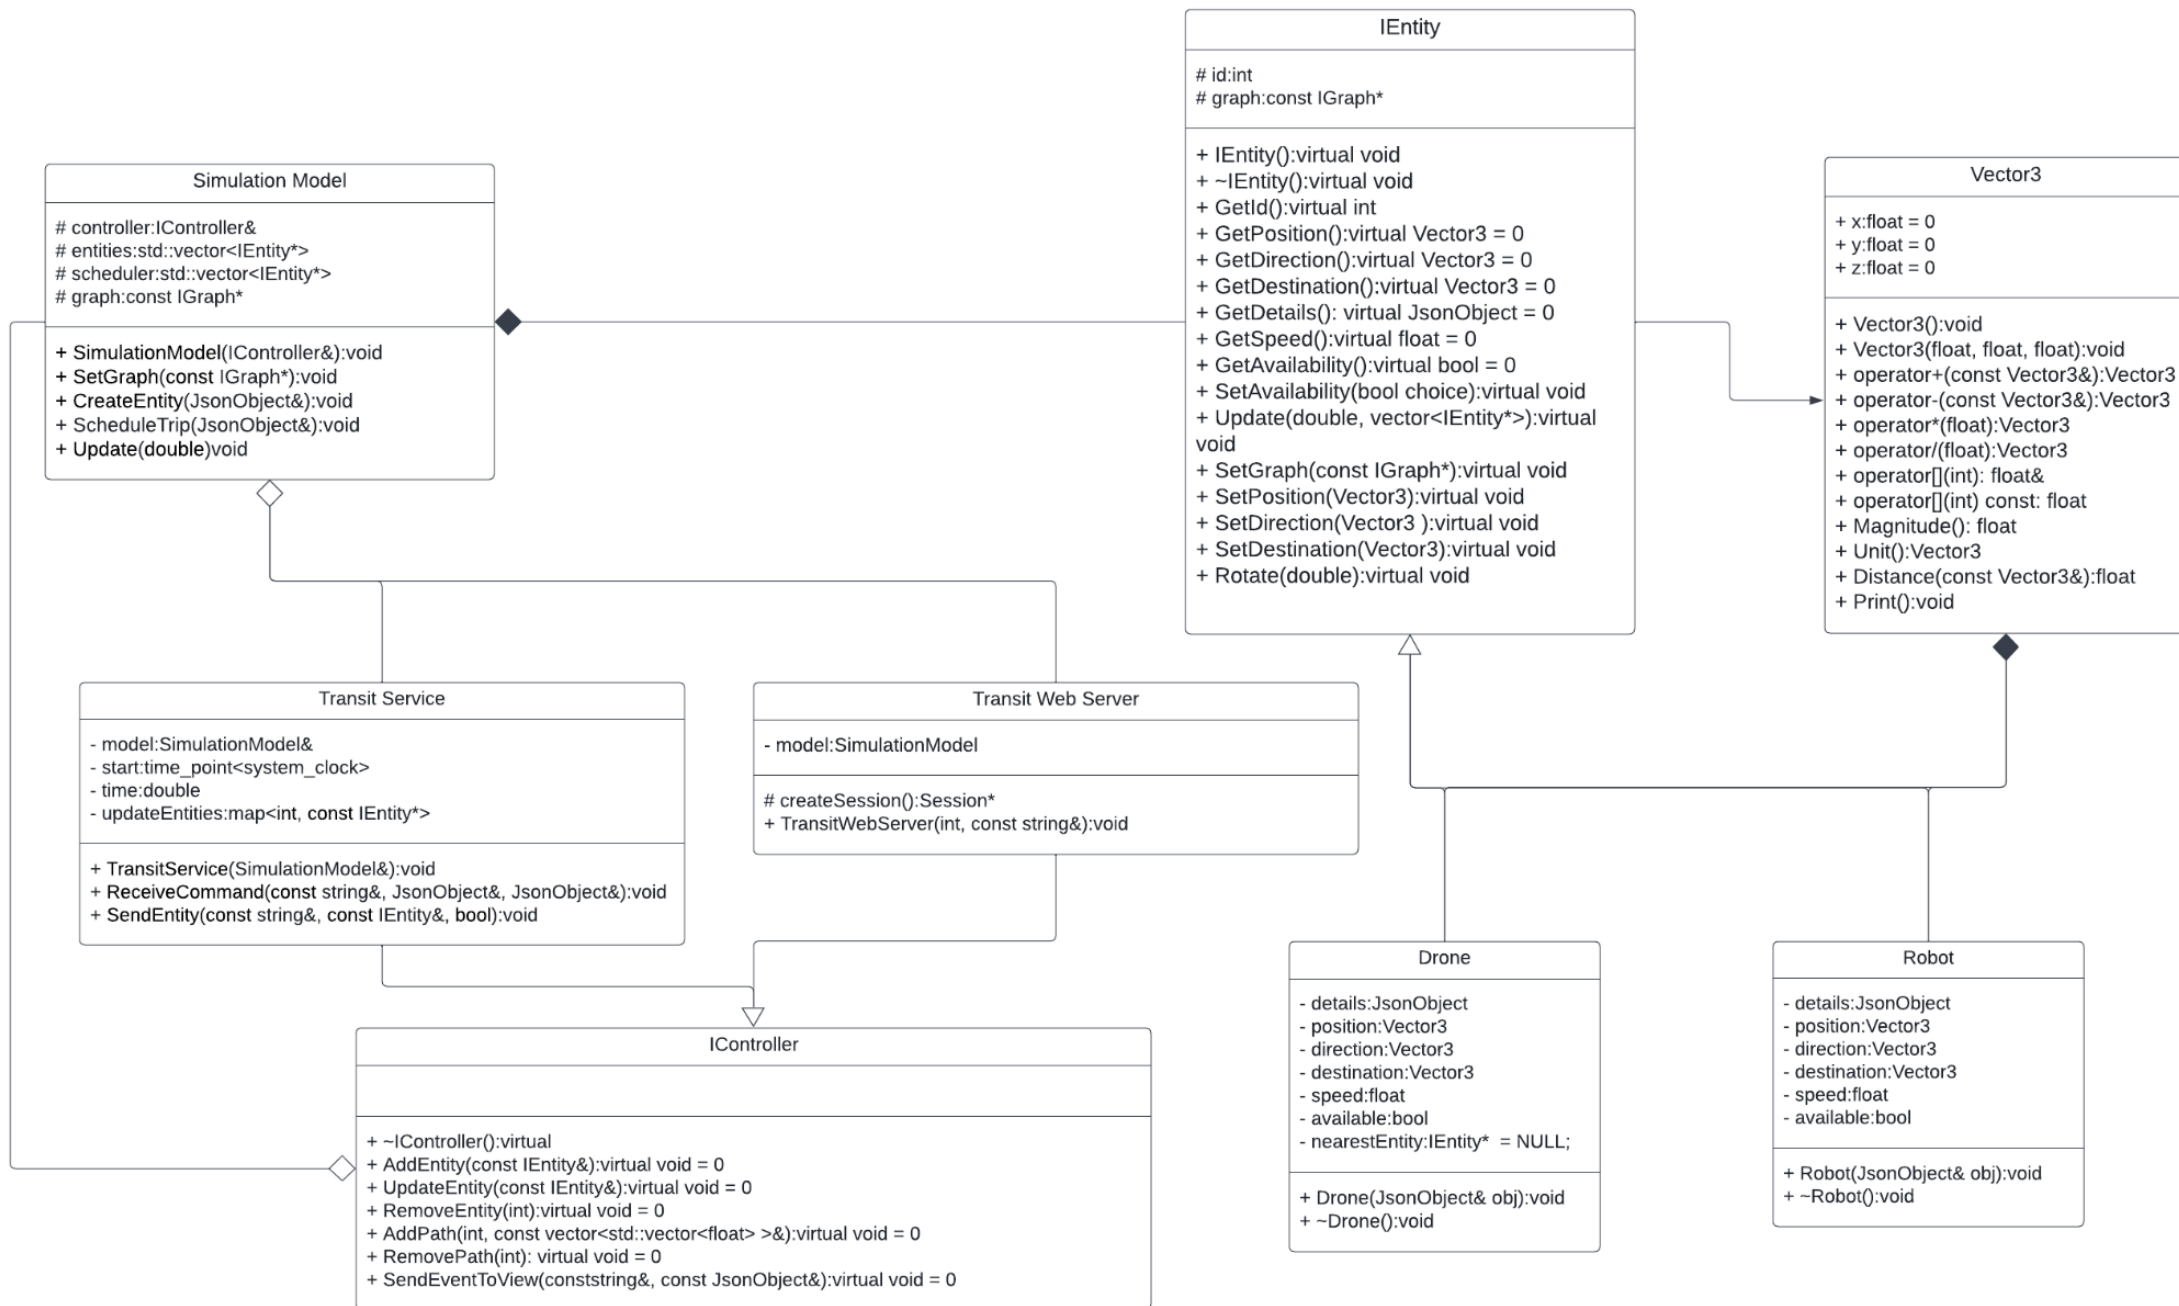 IEntity
# id:int
# graph:const IGraph*
+ IEntity():virtual void
+ ~IEntity():virtual void
+ GetId():virtual int
+ GetPosition():virtual Vector3 = 0
+ GetDirection():virtual Vector3 = 0
+ GetDestination():virtual Vector3 = 0
+ GetDetails(): virtual JsonObject = 0
+ GetSpeed():virtual float = 0
+ GetAvailability():virtual bool = 0
+ SetAvailability(bool choice):virtual void
+ Update(double, vector<IEntity*>):virtual
void
+ SetGraph(const IGraph*):virtual void
+ SetPosition(Vector3):virtual void
+ SetDirection(Vector3 ):virtual void
+ SetDestination(Vector3):virtual void
+ Rotate(double):virtual void
Simulation Model
# controller:IController&
# entities:std::vector<IEntity*>
# scheduler:std::vector<IEntity*>
# graph:const IGraph*
+ SimulationModel(IController&):void
+ SetGraph(const IGraph*):void
+ CreateEntity(JsonObject&):void
+ ScheduleTrip(JsonObject&):void
+ Update(double)void
Vector3
+ x:float = 0
+ y:float = 0
+ z:float = 0
+ Vector3():void
+ Vector3(float, float, float):void
+ operator+(const Vector3&):Vector3
+ operator-(const Vector3&):Vector3
+ operator*(float):Vector3
+ operator/(float):Vector3
+ operator[](int): float&
+ operator[](int) const: float
+ Magnitude(): float
+ Unit():Vector3
+ Distance(const Vector3&):float
+ Print():void
Transit Service
- model:SimulationModel&
- start:time_point<system_clock>
- time:double
- updateEntities:map<int, const IEntity*>
+ TransitService(SimulationModel&):void
+ ReceiveCommand(const string&, JsonObject&, JsonObject&):void
+ SendEntity(const string&, const IEntity&, bool):void
Transit Web Server
- model:SimulationModel
# createSession():Session*
+ TransitWebServer(int, const string&):void
IController
+ ~IController():virtual
+ AddEntity(const IEntity&):virtual void = 0
+ UpdateEntity(const IEntity&):virtual void = 0
+ RemoveEntity(int):virtual void = 0
+ AddPath(int, const vector<std::vector<float> >&):virtual void = 0
+ RemovePath(int): virtual void = 0
+ SendEventToView(conststring&, const JsonObject&):virtual void = 0
Drone
- details:JsonObject
- position:Vector3
- direction:Vector3
- destination:Vector3
- speed:float
- available:bool
- nearestEntity:IEntity*  = NULL;
+ Drone(JsonObject& obj):void
+ ~Drone():void
Robot
- details:JsonObject
- position:Vector3
- direction:Vector3
- destination:Vector3
- speed:float
- available:bool
+ Robot(JsonObject& obj):void
+ ~Robot():void